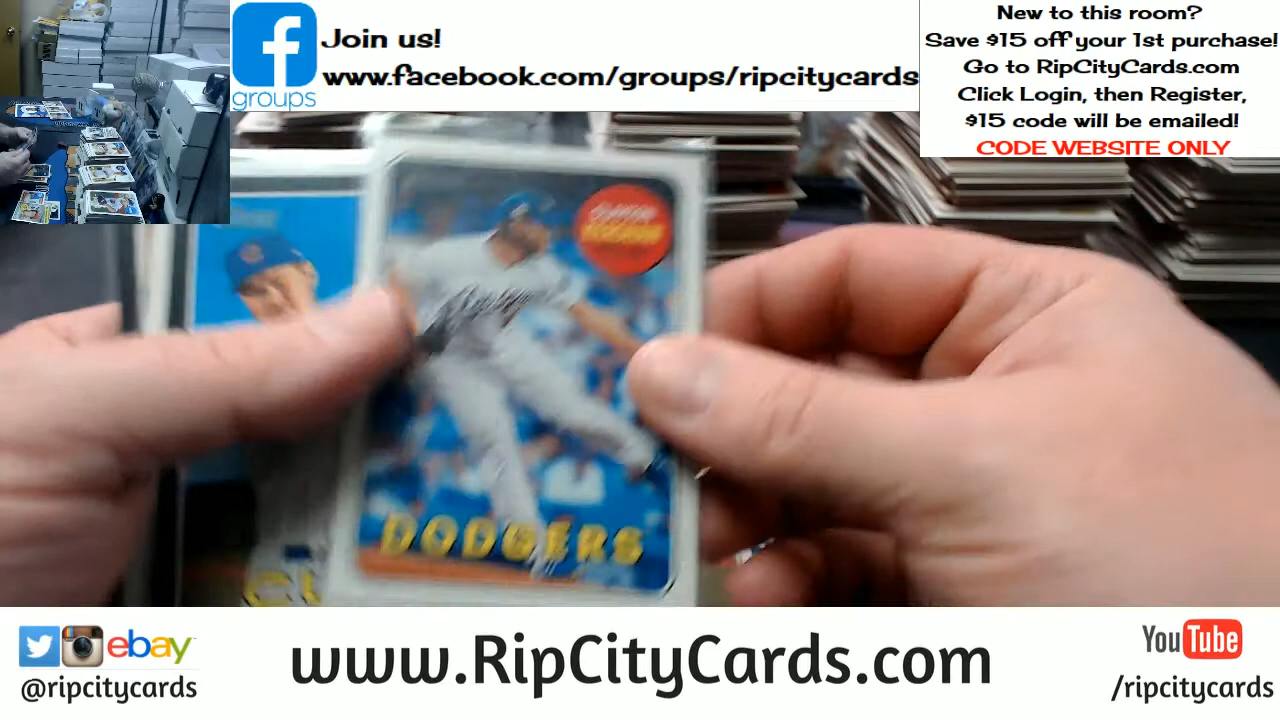 Join us!
www.facebook.com/groups/ripcitycards
groups
New to this room?
Save $15 off your 1st purchase!
Go to RipCityCards.com
Click Login, then Register,
$15 code will be emailed!
CODE WEBSITE ONLY
DODGERS
ebay
@ripcitycards
www.RipCityCards.com
YouTube
/ripcitycards